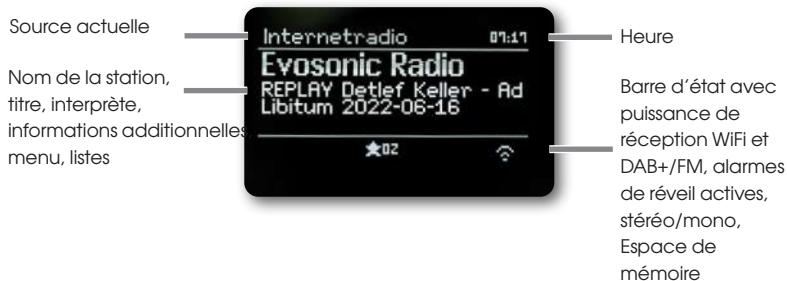 Source actuelle
Nom de la station,
titre, interprète,
informations additionnelles
menu, listes
Internetradio 07:17
Evosonic Radio
REPLAY Detlef Keller - Ad
Libitum 2022-06-16
★02
Heure
Barre d'état avec
puissance de
réception WiFi et
DAB+/FM, alarmes
de réveil actives,
stéréo/mono,
Espace de
mémoire